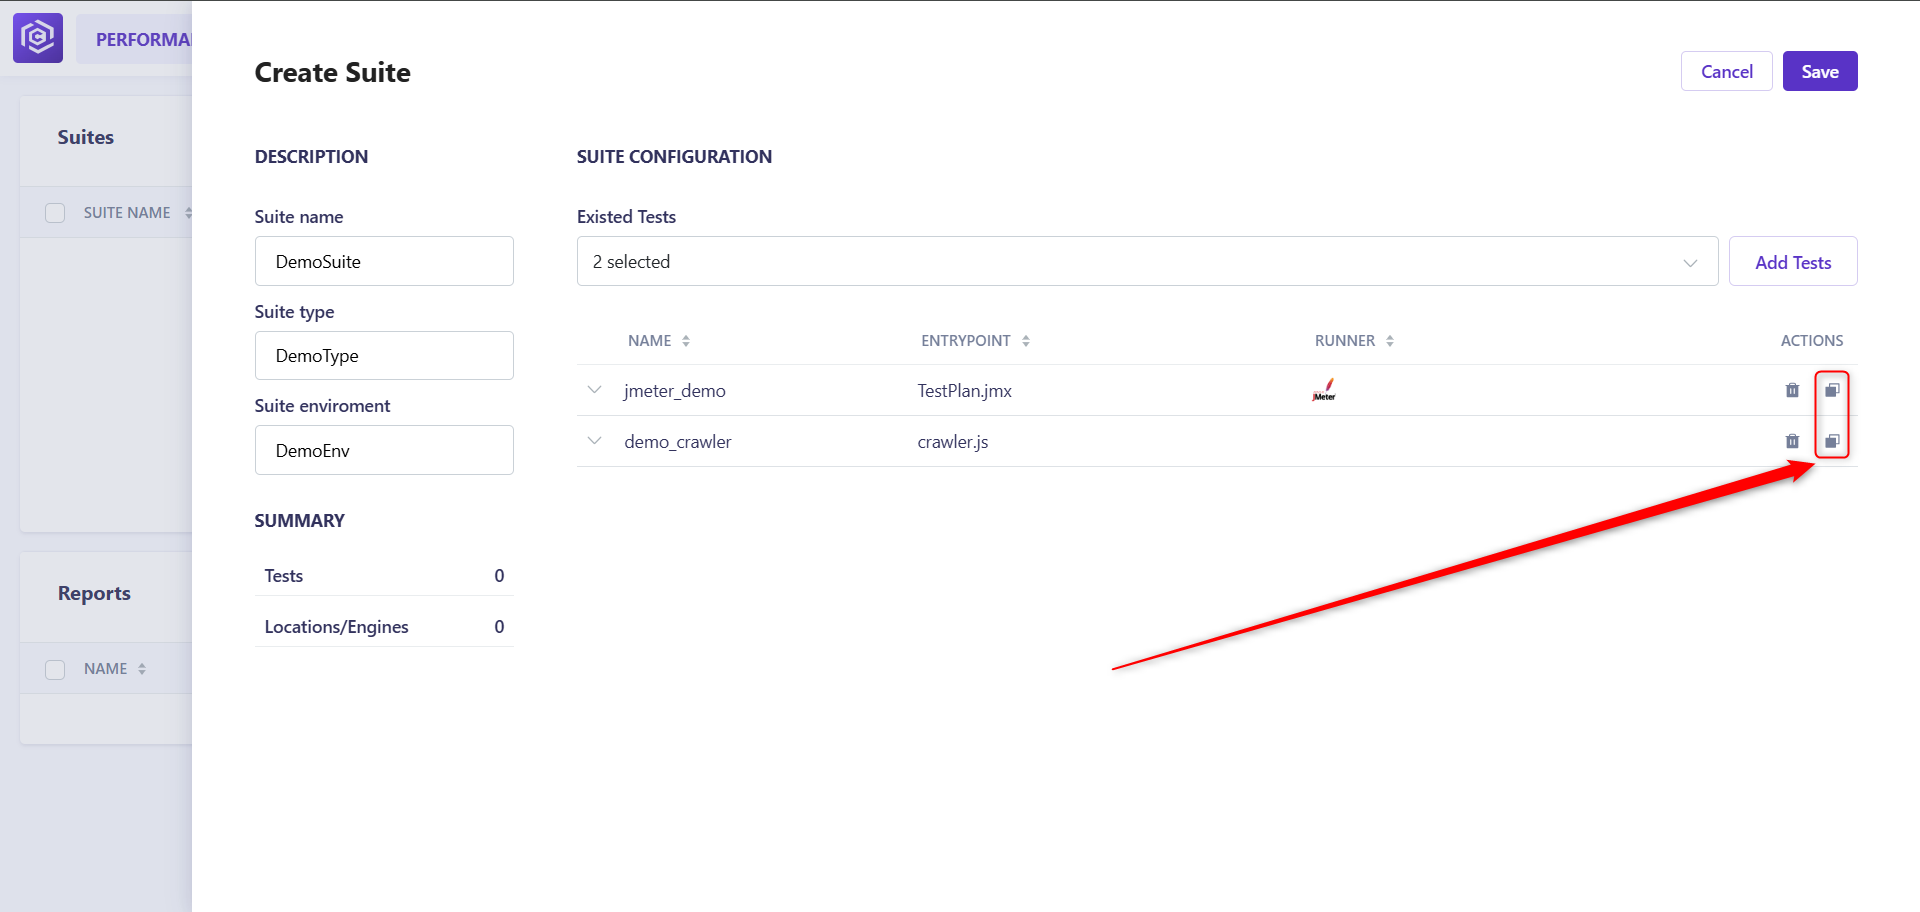 PERFORMA
Create Suite
Cancel
Save
Suites
DESCRIPTION
SUITE CONFIGURATION
SUITE NAME
Suite name
Existed Tests
DemoSuite
2 selected
Add Tests
Suite type
NAME
ENTRYPOINT
RUNNER
ACTIONS
DemoType
jmeter_demo
TestPlan.jmx
JMeter
Suite enviroment
demo_crawler
crawler.js
DemoEnv
SUMMARY
Tests 0
Reports
Locations/Engines 0
NAME